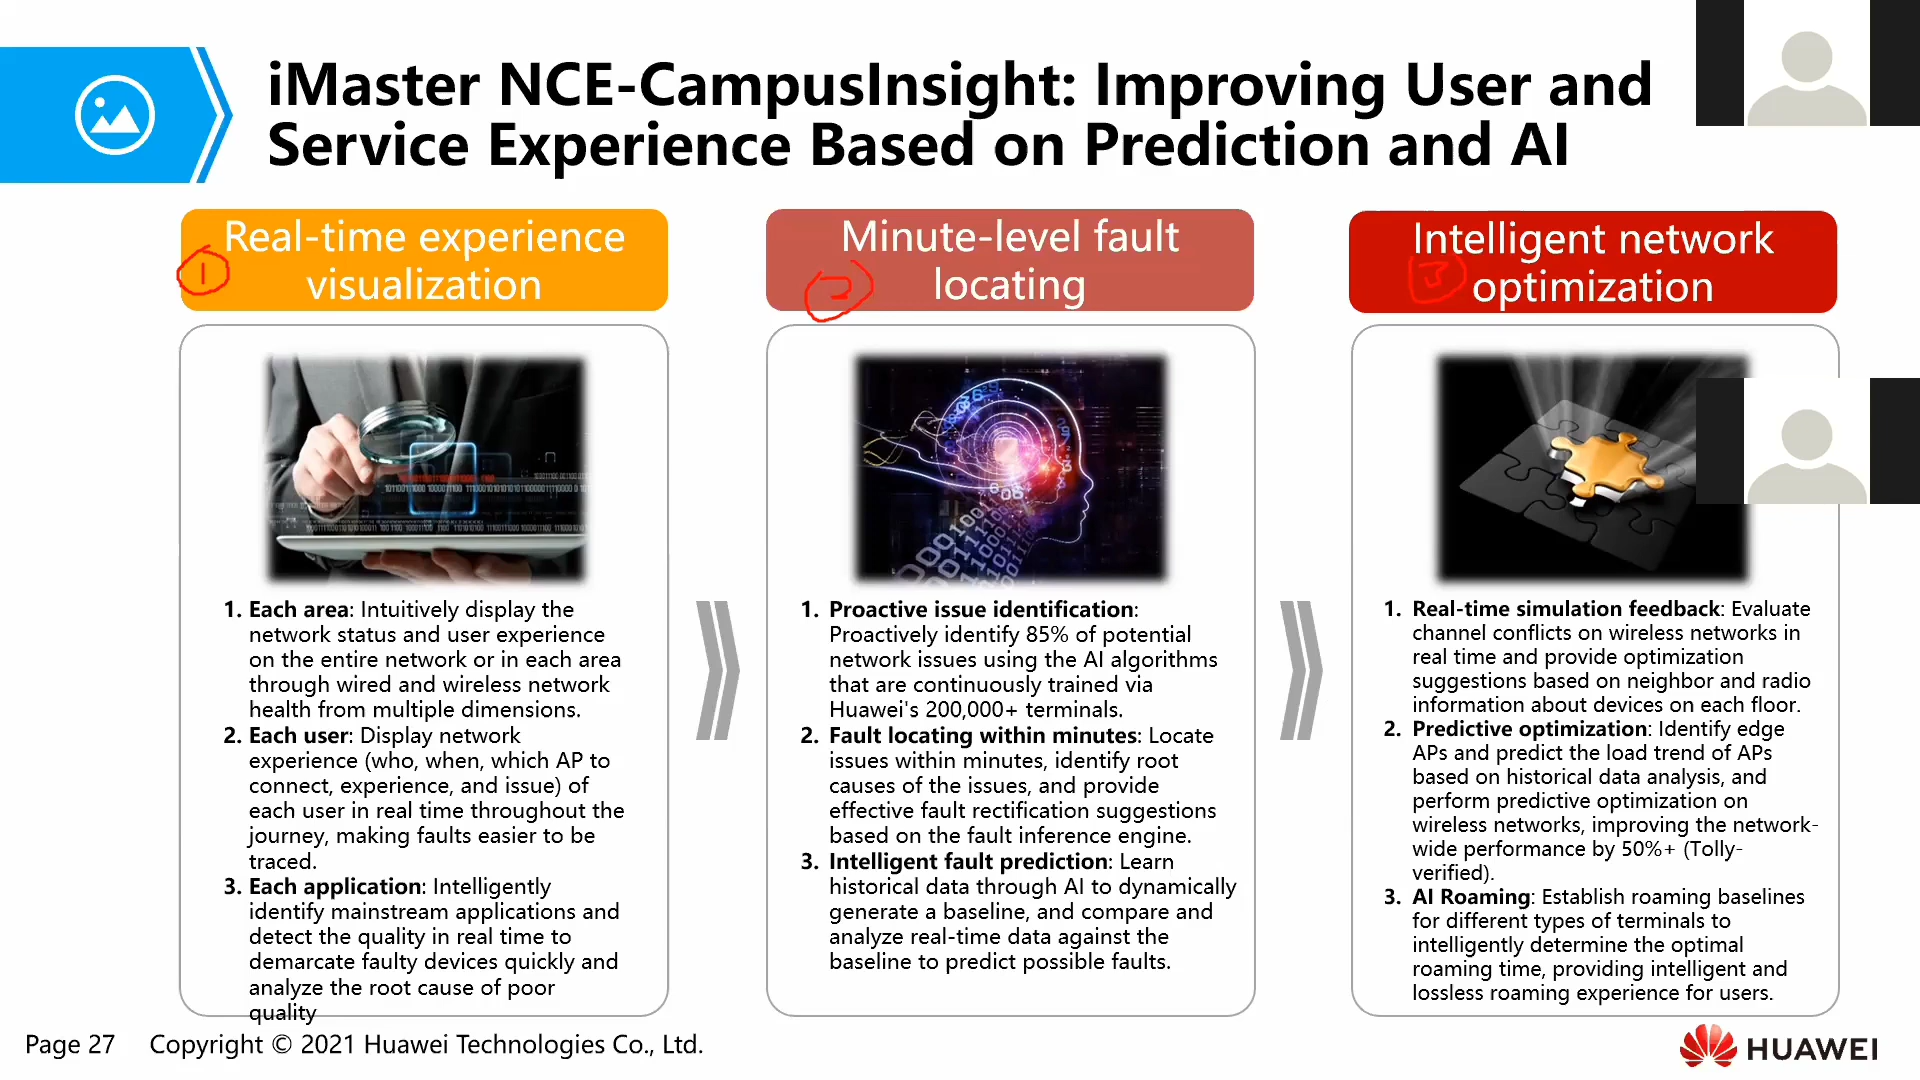 iMaster NCE-CampusInsight: Improving User and
Service Experience Based on Prediction and AI
Real-time experience
visualization
1
1. Each area: Intuitively display the
network status and user experience
on the entire network or in each area
through wired and wireless network
health from multiple dimensions.
2. Each user: Display network
experience (who, when, which AP to
connect, experience, and issue) of
each user in real time throughout the
journey, making faults easier to be
traced.
3. Each application: Intelligently
identify mainstream applications and
detect the quality in real time to
demarcate faulty devices quickly and
analyze the root cause of poor
quality
Minute-level fault
locating
2
1. Proactive issue identification:
Proactively identify 85% of potential
network issues using the AI algorithms
that are continuously trained via
Huawei's 200,000+ terminals.
2. Fault locating within minutes: Locate
issues within minutes, identify root
causes of the issues, and provide
effective fault rectification suggestions
based on the fault inference engine.
3. Intelligent fault prediction: Learn
historical data through AI to dynamically
generate a baseline, and compare and
analyze real-time data against the
baseline to predict possible faults.
Intelligent network
optimization
3
1. Real-time simulation feedback: Evaluate
channel conflicts on wireless networks in
real time and provide optimization
suggestions based on neighbor and radio
information about devices on each floor.
2. Predictive optimization: Identify edge
APs and predict the load trend of APs
based on historical data analysis, and
perform predictive optimization on
wireless networks, improving the network-
wide performance by 50%+ (Tolly-
verified).
3. AI Roaming: Establish roaming baselines
for different types of terminals to
intelligently determine the optimal
roaming time, providing intelligent and
lossless roaming experience for users.
Page 27 Copyright © 2021 Huawei Technologies Co., Ltd.
HUAWEI